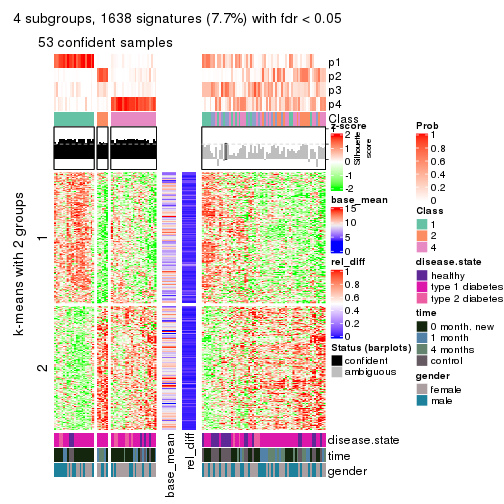 4 subgroups, 1638 signatures (7.7%) with fdr < 0.05
53 confident samples
p1
p2
p3
p4
Class
z-score
2
1
0
-1
-2
1
0.5
0
Silhouette
score
base_mean
15
10
5
0
rel_diff
1
0.8
0.6
0.4
0.2
0
Status (barplots)
confident
ambiguous
Prob
1
0.8
0.6
0.4
0.2
0
Class
1
2
4
disease.state
healthy
type 1 diabetes
type 2 diabetes
time
0 month. new
1 month
4 months
control
gender
female
male
k-means with 2 groups
1
2
disease.state
time
gender
base_mean
rel_diff